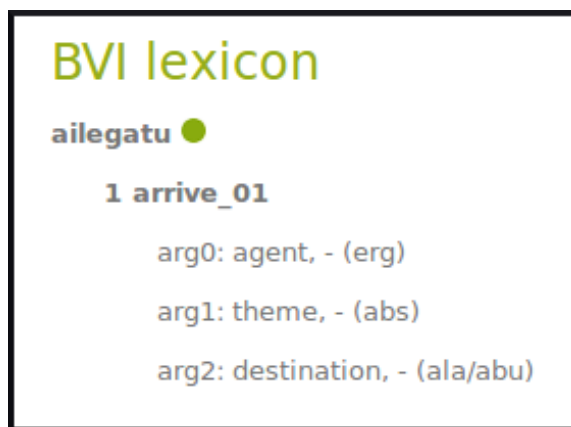 BVI lexicon
ailegatu
1 arrive_01
arg0: agent, - (erg)
arg1: theme, - (abs)
arg2: destination, - (ala/abu)